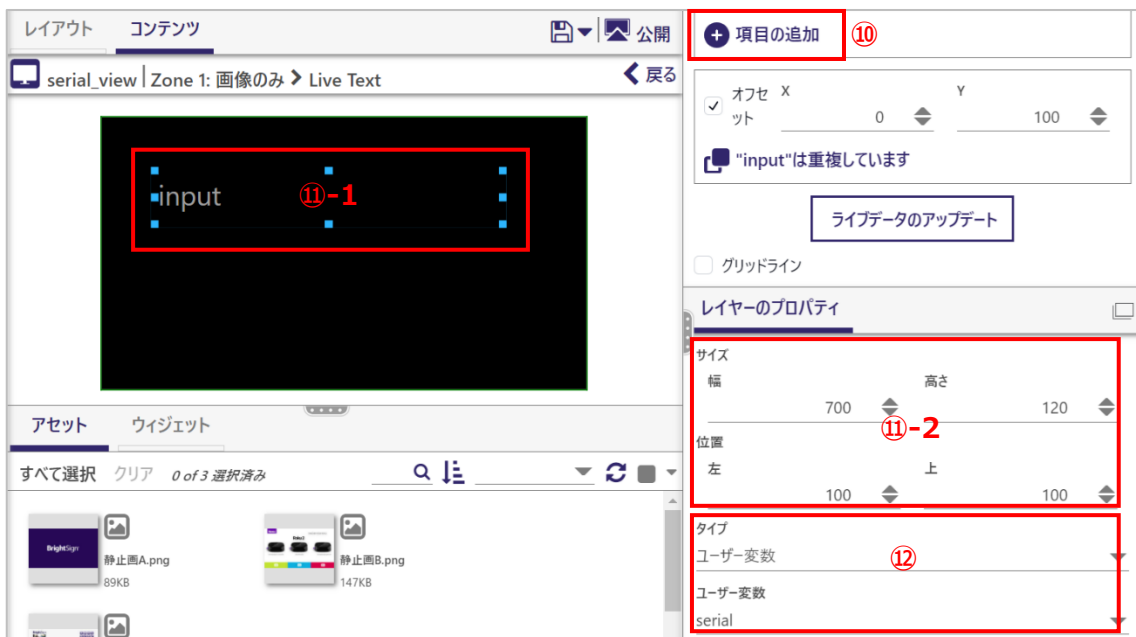 レイアウト
コンテンツ
公開
serial_view | Zone 1: 画像のみ > Live Text
戻る
input
⑪-1
アセット
ウィジェット
すべて選択 クリア 0 of 3 選択済み
BrightSign
静止画A.png
89KB
静止画B.png
147KB
項目の追加
⑩
オフセ
ット
X
0
Y
100
"input"は重複しています
ライブデータのアップデート
グリッドライン
レイヤーのプロパティ
サイズ
幅
高さ
700
120
⑪-2
位置
左
上
100
100
タイプ
ユーザー変数
⑫
ユーザー変数
serial